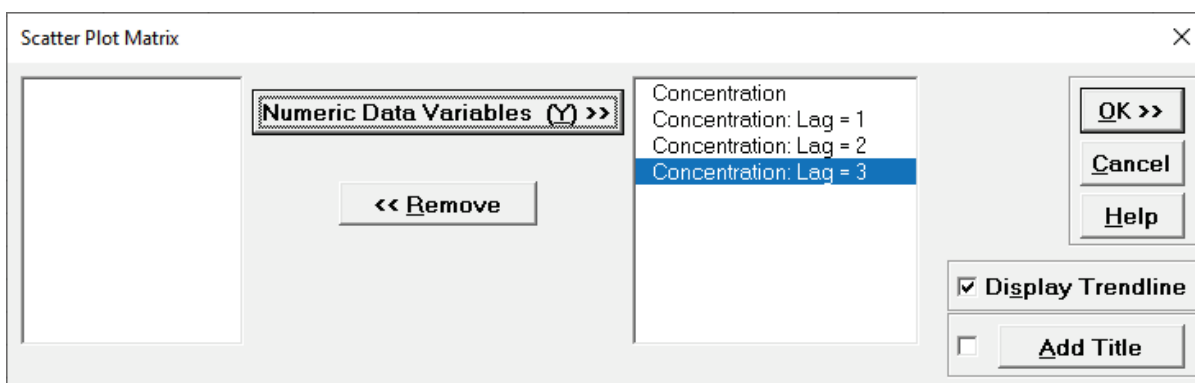 Scatter Plot Matrix
Numeric Data Variables (Y) >>
<< Remove
Concentration
Concentration: Lag = 1
Concentration: Lag = 2
Concentration: Lag = 3
OK >>
Cancel
Help
Display Trendline
Add Title